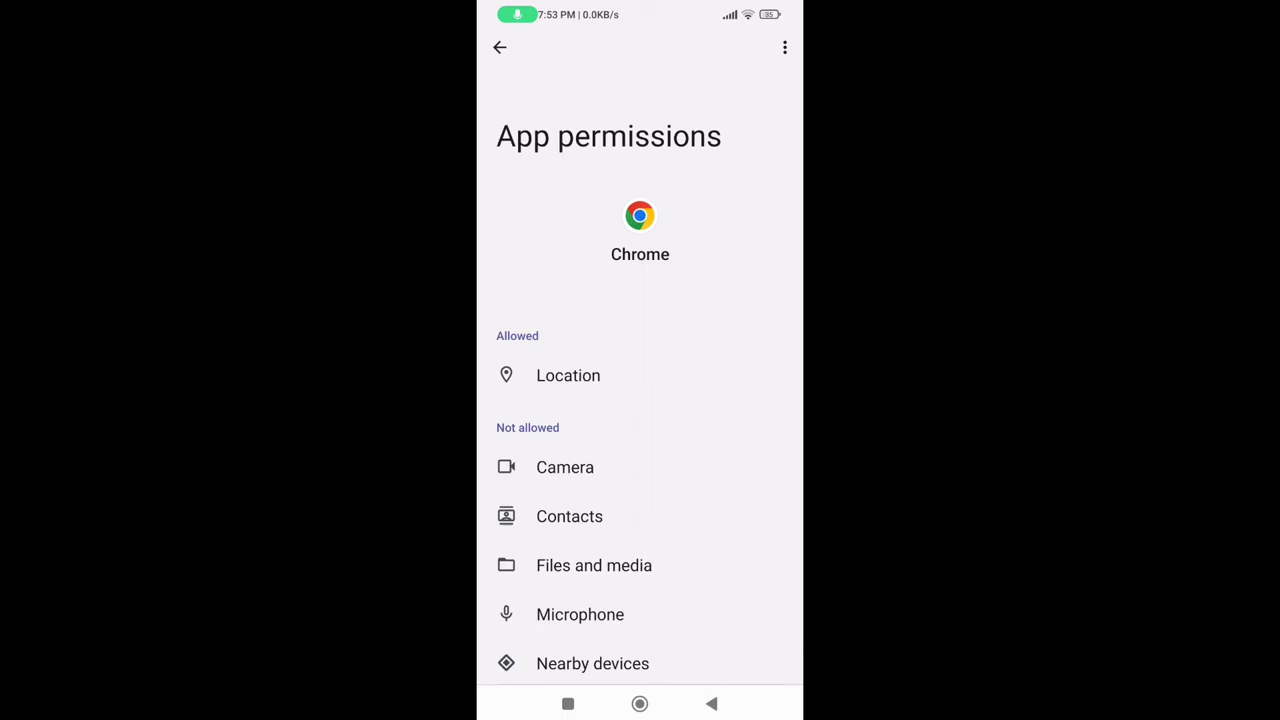 7:53 PM | 0.0KB/s 35
App permissions
Chrome
Allowed
Location
Not allowed
Camera
Contacts
Files and media
Microphone
Nearby devices